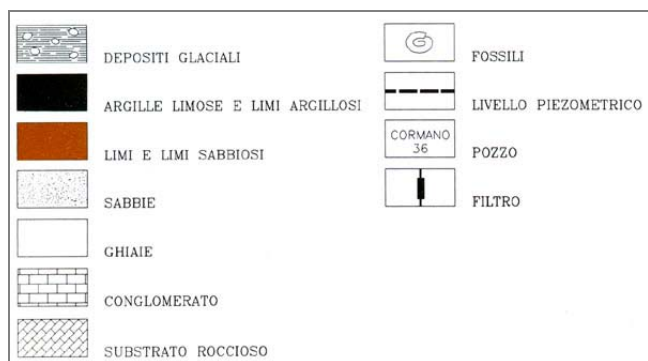 DEPOSITI GLACIALI
ARGILLE LIMOSE E LIMI ARGILLOSI
LIMI E LIMI SABBIOSI
SABBIE
GHIAIE
CONGLOMERATO
SUBSTRATO ROCCIOSO
FOSSILI
LIVELLO PIEZOMETRICO
CORMANO
36
POZZO
FILTRO